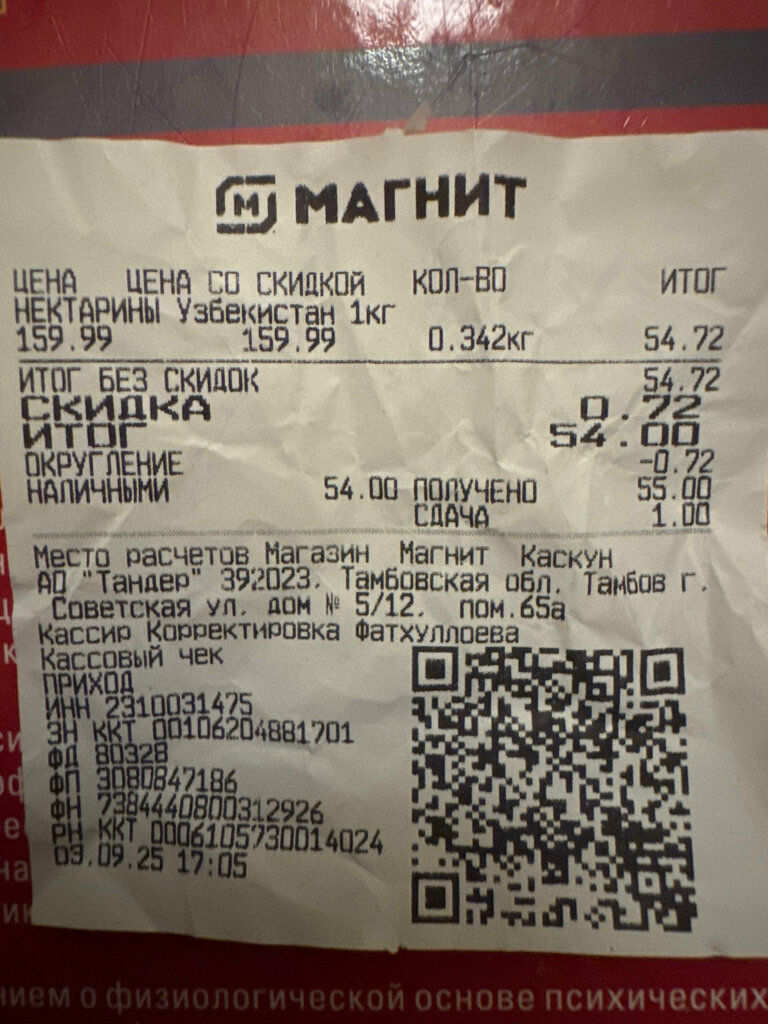 МАГНИТ
ЦЕНА ЦЕНА СО СКИДКОЙ КОЛ-ВО ИТОГ
НЕКТАРИНЫ Узбекистан 1кг
159.99 159.99 0.342кг 54.72
ИТОГ БЕЗ СКИДОК 54.72
СКИДКА 0.72
ИТОГ 54.00
ОКРУГЛЕНИЕ -0.72
НАЛИЧНЫМИ 54.00 ПОЛУЧЕНО 55.00
СДАЧА 1.00
Место расчетов Магазин Магнит Каскун
АО "Тандер" 392023. Тамбовская обл. Тамбов г.
Советская ул. дом № 5/12. пом.65а
Кассир Корректировка Фатхуллоева
Кассовый чек
ПРИХОД
ИНН 2310031475
ЗН ККТ 00106204881701
ФД 80328
ФП 3080847186
ФН 7384440800312926
РН ККТ 0006105730014024
03.09.25 17:05
нием о физиологической основе психических